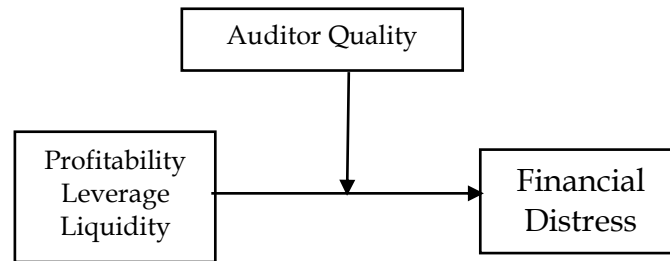 Auditor Quality
Profitability
Leverage
Liquidity
Financial
Distress